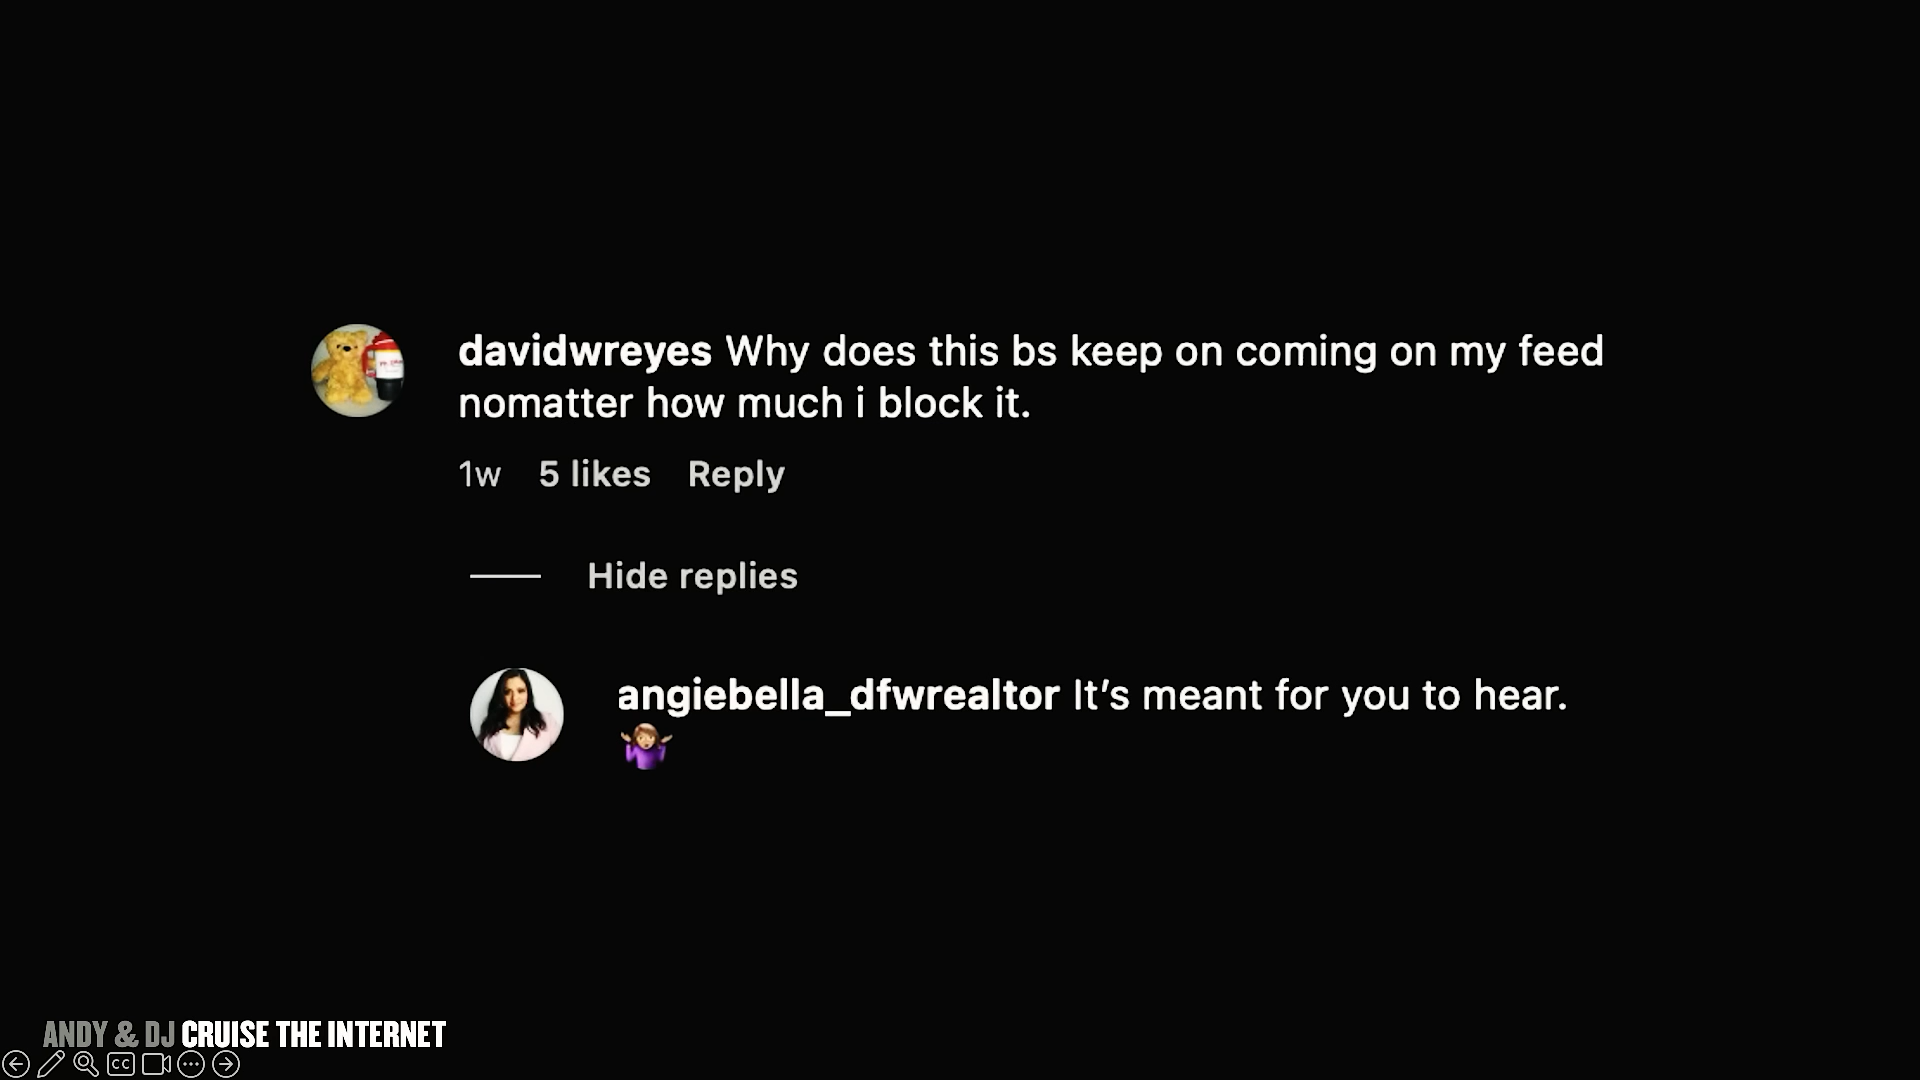 davidwreyes Why does this bs keep on coming on my feed
nomatter how much i block it.
1w 5 likes Reply
Hide replies
angiebella_dfwrealtor It’s meant for you to hear.
ANDY & DJ CRUISE THE INTERNET
CC